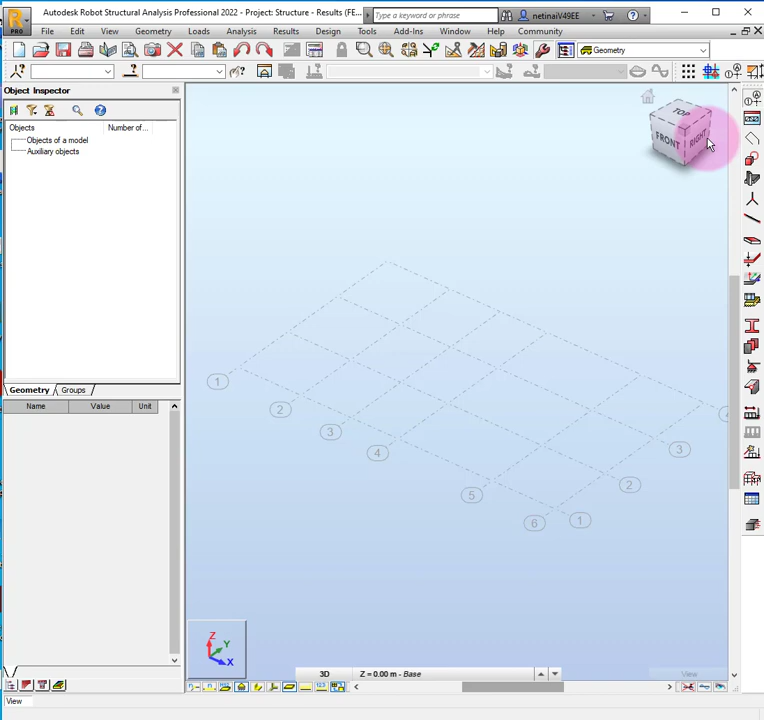 Autodesk Robot Structural Analysis Professional 2022 - Project: Structure - Results (FE...
Type a keyword or phrase
netinaiV49EE
PRO
File Edit View Geometry Loads Analysis Results Design Tools Add-Ins Window Help Community
Geometry
Object Inspector
Objects Number of...
Objects of a model
Auxiliary objects
TOP
FRONT RIGHT
1
2
3
4
5
6
1
2
3
Geometry Groups
Name Value Unit
Z
Y
X
3D Z = 0.00 m - Base
View
View